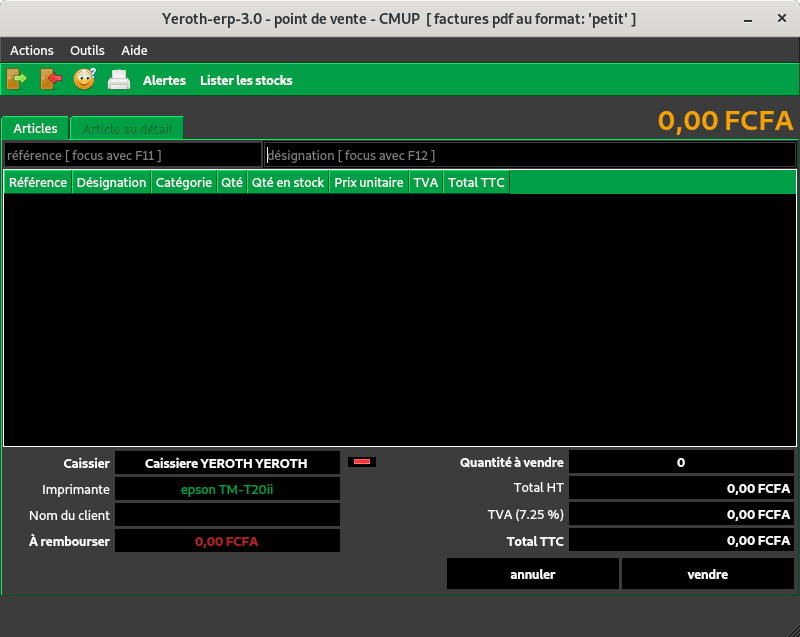 Yeroth-erp-3.0 - point de vente - CMUP [ factures pdf au format: 'petit' ]
Actions Outils Aide
Alertes Lister les stocks
0,00 FCFA
Articles Article au détail
référence [ focus avec F11 ] désignation [ focus avec F12 ]
Référence Désignation Catégorie Qté Qté en stock Prix unitaire TVA Total TTC
Caissier Caissiere YEROTH YEROTH
Imprimante epson TM-T20ii
Nom du client
À rembourser 0,00 FCFA
Quantité à vendre 0
Total HT 0,00 FCFA
TVA (7.25 %) 0,00 FCFA
Total TTC 0,00 FCFA
annuler vendre